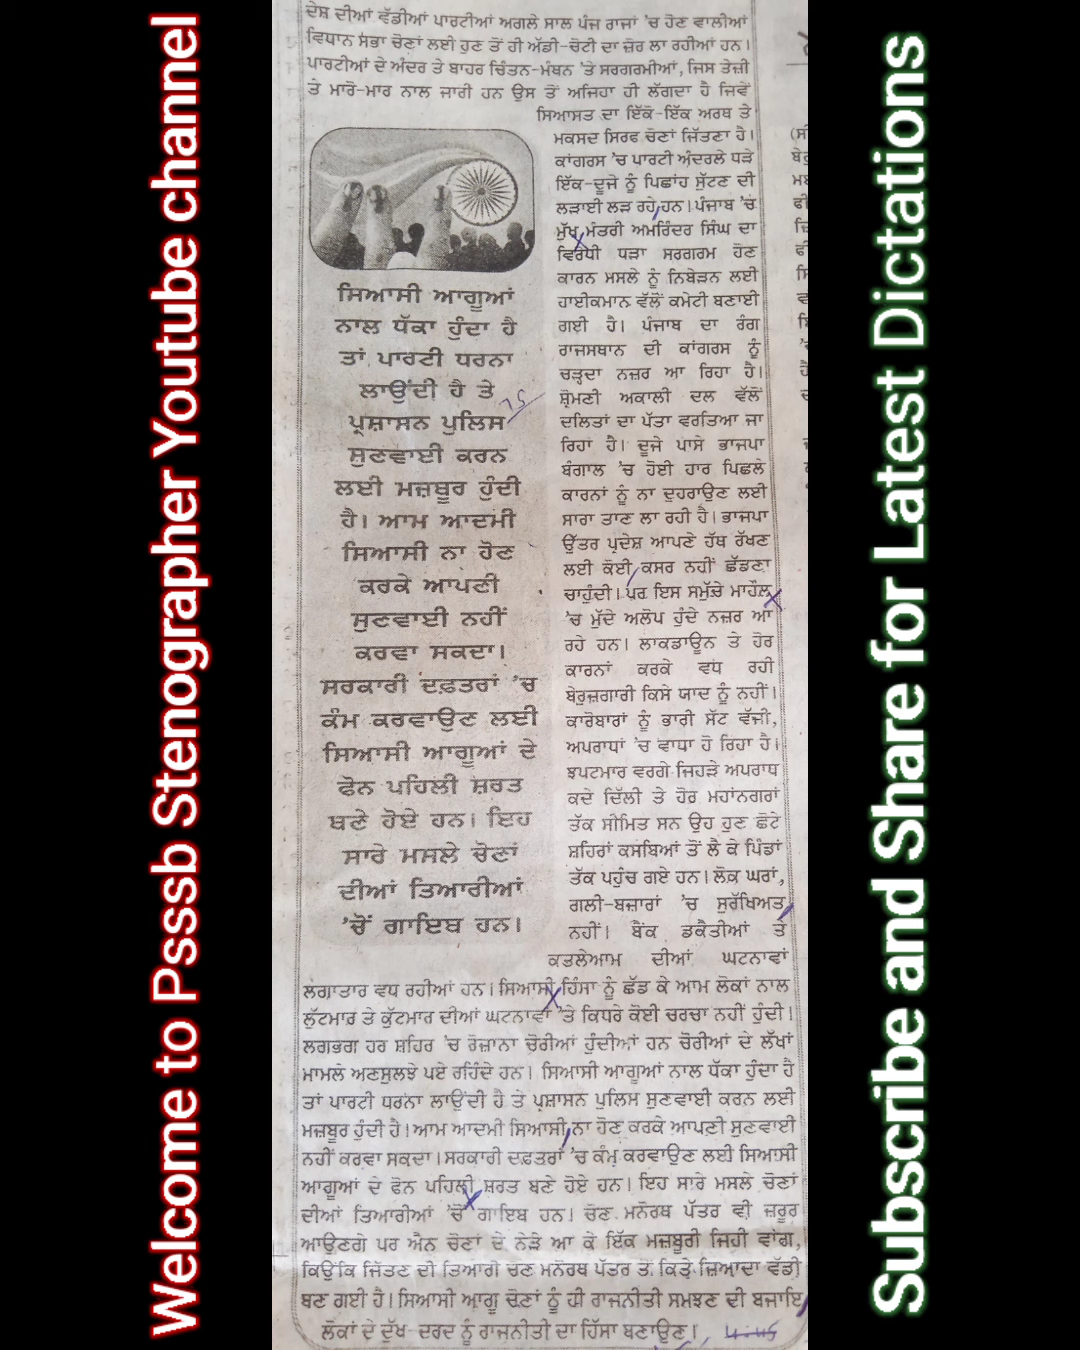 Welcome to Psssb Stenographer Youtube channel
ਦੇਸ਼ ਦੀਆਂ ਵੱਡੀਆਂ ਪਾਰਟੀਆਂ ਅਗਲੇ ਸਾਲ ਪੰਜ ਰਾਜਾਂ 'ਚ ਹੋਣ ਵਾਲੀਆਂ
ਵਿਧਾਨ ਸਭਾ ਚੋਣਾਂ ਲਈ ਹੁਣ ਤੋਂ ਹੀ ਅੱਡੀ-ਚੋਟੀ ਦਾ ਜ਼ੋਰ ਲਾ ਰਹੀਆਂ ਹਨ।
ਪਾਰਟੀਆਂ ਦੇ ਅੰਦਰ ਤੇ ਬਾਹਰ ਚਿੰਤਨ-ਮੰਥਨ 'ਤੇ ਸਰਗਰਮੀਆਂ, ਜਿਸ ਤੇਜ਼ੀ
ਤੇ ਮਾਰੋ-ਮਾਰ ਨਾਲ ਜਾਰੀ ਹਨ ਉਸ ਤੋਂ ਅਜਿਹਾ ਹੀ ਲੱਗਦਾ ਹੈ ਜਿਵੇਂ
ਸਿਆਸਤ ਦਾ ਇੱਕੋ-ਇੱਕ ਅਰਥ ਤੇ
ਮਕਸਦ ਸਿਰਫ ਚੋਣਾਂ ਜਿੱਤਣਾ ਹੈ।
ਕਾਂਗਰਸ 'ਚ ਪਾਰਟੀ ਅੰਦਰਲੇ ਧੜੇ
ਇੱਕ-ਦੂਜੇ ਨੂੰ ਪਿਛਾਂਹ ਸੁੱਟਣ ਦੀ
ਲੜਾਈ ਲੜ ਰਹੇ ਹਨ। ਪੰਜਾਬ 'ਚ
ਮੁੱਖ ਮੰਤਰੀ ਅਮਰਿੰਦਰ ਸਿੰਘ ਦਾ
ਵਿਰੋਧੀ ਧੜਾ ਸਰਗਰਮ ਹੋਣ
ਕਾਰਨ ਮਸਲੇ ਨੂੰ ਨਿਬੇੜਨ ਲਈ
ਹਾਈਕਮਾਨ ਵੱਲੋਂ ਕਮੇਟੀ ਬਣਾਈ
ਗਈ ਹੈ। ਪੰਜਾਬ ਦਾ ਰੰਗ
ਰਾਜਸਥਾਨ ਦੀ ਕਾਂਗਰਸ ਨੂੰ
ਚੜ੍ਹਦਾ ਨਜ਼ਰ ਆ ਰਿਹਾ ਹੈ।
ਸ਼੍ਰੋਮਣੀ ਅਕਾਲੀ ਦਲ ਵੱਲੋਂ
ਦਲਿਤਾਂ ਦਾ ਪੱਤਾ ਵਰਤਿਆ ਜਾ
ਰਿਹਾ ਹੈ। ਦੂਜੇ ਪਾਸੇ ਭਾਜਪਾ
ਬੰਗਾਲ 'ਚ ਹੋਈ ਹਾਰ ਪਿਛਲੇ
ਕਾਰਨਾਂ ਨੂੰ ਨਾ ਦੁਹਰਾਉਣ ਲਈ
ਸਾਰਾ ਤਾਣ ਲਾ ਰਹੀ ਹੈ। ਭਾਜਪਾ
ਉੱਤਰ ਪ੍ਰਦੇਸ਼ ਆਪਣੇ ਹੱਥ ਰੱਖਣ
ਲਈ ਕੋਈ ਕਸਰ ਨਹੀਂ ਛੱਡਣਾ
ਚਾਹੁੰਦੀ। ਪਰ ਇਸ ਸਮੁੱਚੇ ਮਾਹੌਲ
'ਚ ਮੁੱਦੇ ਅਲੋਪ ਹੁੰਦੇ ਨਜ਼ਰ ਆ
ਰਹੇ ਹਨ। ਲਾਕਡਾਊਨ ਤੇ ਹੋਰ
ਕਾਰਨਾਂ ਕਰਕੇ ਵਧ ਰਹੀ
ਬੇਰੁਜ਼ਗਾਰੀ ਕਿਸੇ ਯਾਦ ਨੂੰ ਨਹੀਂ।
ਕਾਰੋਬਾਰਾਂ ਨੂੰ ਭਾਰੀ ਸੱਟ ਵੱਜੀ,
ਅਪਰਾਧਾਂ 'ਚ ਵਾਧਾ ਹੋ ਰਿਹਾ ਹੈ।
ਝਪਟਮਾਰ ਵਰਗੇ ਜਿਹੜੇ ਅਪਰਾਧ
ਕਦੇ ਦਿੱਲੀ ਤੇ ਹੋਰ ਮਹਾਂਨਗਰਾਂ
ਤੱਕ ਸੀਮਿਤ ਸਨ ਉਹ ਹੁਣ ਛੋਟੇ
ਸ਼ਹਿਰਾਂ ਕਸਬਿਆਂ ਤੋਂ ਲੈ ਕੇ ਪਿੰਡਾਂ
ਤੱਕ ਪਹੁੰਚ ਗਏ ਹਨ। ਲੋਕ ਘਰਾਂ,
ਗਲੀ-ਬਜ਼ਾਰਾਂ 'ਚ ਸੁਰੱਖਿਅਤ
ਨਹੀਂ। ਬੈਂਕ ਡਕੈਤੀਆਂ ਤੇ
ਕਤਲੇਆਮ ਦੀਆਂ ਘਟਨਾਵਾਂ
ਸਿਆਸੀ ਆਗੂਆਂ
ਨਾਲ ਧੱਕਾ ਹੁੰਦਾ ਹੈ
ਤਾਂ ਪਾਰਟੀ ਧਰਨਾ
ਲਾਉਂਦੀ ਹੈ ਤੇ
ਪ੍ਰਸ਼ਾਸਨ ਪੁਲਿਸ
ਸੁਣਵਾਈ ਕਰਨ
ਲਈ ਮਜ਼ਬੂਰ ਹੁੰਦੀ
ਹੈ। ਆਮ ਆਦਮੀ
ਸਿਆਸੀ ਨਾ ਹੋਣ
ਕਰਕੇ ਆਪਣੀ
ਸੁਣਵਾਈ ਨਹੀਂ
ਕਰਵਾ ਸਕਦਾ।
ਸਰਕਾਰੀ ਦਫ਼ਤਰਾਂ 'ਚ
ਕੰਮ ਕਰਵਾਉਣ ਲਈ
ਸਿਆਸੀ ਆਗੂਆਂ ਦੇ
ਫੋਨ ਪਹਿਲੀ ਸ਼ਰਤ
ਬਣੇ ਹੋਏ ਹਨ। ਇਹ
ਸਾਰੇ ਮਸਲੇ ਚੋਣਾਂ
ਦੀਆਂ ਤਿਆਰੀਆਂ
'ਚੋਂ ਗਾਇਬ ਹਨ।
75
ਲਗਾਤਾਰ ਵਧ ਰਹੀਆਂ ਹਨ। ਸਿਆਸੀ ਹਿੰਸਾ ਨੂੰ ਛੱਡ ਕੇ ਆਮ ਲੋਕਾਂ ਨਾਲ
ਲੁੱਟਮਾਰ ਤੇ ਕੁੱਟਮਾਰ ਦੀਆਂ ਘਟਨਾਵਾਂ 'ਤੇ ਕਿਧਰੇ ਕੋਈ ਚਰਚਾ ਨਹੀਂ ਹੁੰਦੀ।
ਲਗਭਗ ਹਰ ਸ਼ਹਿਰ 'ਚ ਰੋਜ਼ਾਨਾ ਚੋਰੀਆਂ ਹੁੰਦੀਆਂ ਹਨ ਚੋਰੀਆਂ ਦੇ ਲੱਖਾਂ
ਮਾਮਲੇ ਅਣਸੁਲਝੇ ਪਏ ਰਹਿੰਦੇ ਹਨ। ਸਿਆਸੀ ਆਗੂਆਂ ਨਾਲ ਧੱਕਾ ਹੁੰਦਾ ਹੈ
ਤਾਂ ਪਾਰਟੀ ਧਰਨਾ ਲਾਉਂਦੀ ਹੈ ਤੇ ਪ੍ਰਸ਼ਾਸਨ ਪੁਲਿਸ ਸੁਣਵਾਈ ਕਰਨ ਲਈ
ਮਜ਼ਬੂਰ ਹੁੰਦੀ ਹੈ। ਆਮ ਆਦਮੀ ਸਿਆਸੀ ਨਾ ਹੋਣ ਕਰਕੇ ਆਪਣੀ ਸੁਣਵਾਈ
ਨਹੀਂ ਕਰਵਾ ਸਕਦਾ। ਸਰਕਾਰੀ ਦਫ਼ਤਰਾਂ 'ਚ ਕੰਮ ਕਰਵਾਉਣ ਲਈ ਸਿਆਸੀ
ਆਗੂਆਂ ਦੇ ਫੋਨ ਪਹਿਲੀ ਸ਼ਰਤ ਬਣੇ ਹੋਏ ਹਨ। ਇਹ ਸਾਰੇ ਮਸਲੇ ਚੋਣਾਂ
ਦੀਆਂ ਤਿਆਰੀਆਂ 'ਚੋਂ ਗਾਇਬ ਹਨ। ਚੋਣ ਮਨੋਰਥ ਪੱਤਰ ਵੀ ਜ਼ਰੂਰ
ਆਉਣਗੇ ਪਰ ਐਨ ਚੋਣਾਂ ਦੇ ਨੇੜੇ ਆ ਕੇ ਇੱਕ ਮਜ਼ਬੂਰੀ ਜਿਹੀ ਵਾਂਗ,
ਕਿਉਂਕਿ ਜਿੱਤਣ ਦੀ ਤਿਆਰੀ ਚੋਣ ਮਨੋਰਥ ਪੱਤਰ ਤੋਂ ਕਿਤੇ ਜ਼ਿਆਦਾ ਵੱਡੀ
ਬਣ ਗਈ ਹੈ। ਸਿਆਸੀ ਆਗੂ ਚੋਣਾਂ ਨੂੰ ਹੀ ਰਾਜਨੀਤੀ ਸਮਝਣ ਦੀ ਬਜਾਇ
ਲੋਕਾਂ ਦੇ ਦੁੱਖ-ਦਰਦ ਨੂੰ ਰਾਜਨੀਤੀ ਦਾ ਹਿੱਸਾ ਬਣਾਉਣ।
Subscribe and Share for Latest Dictations